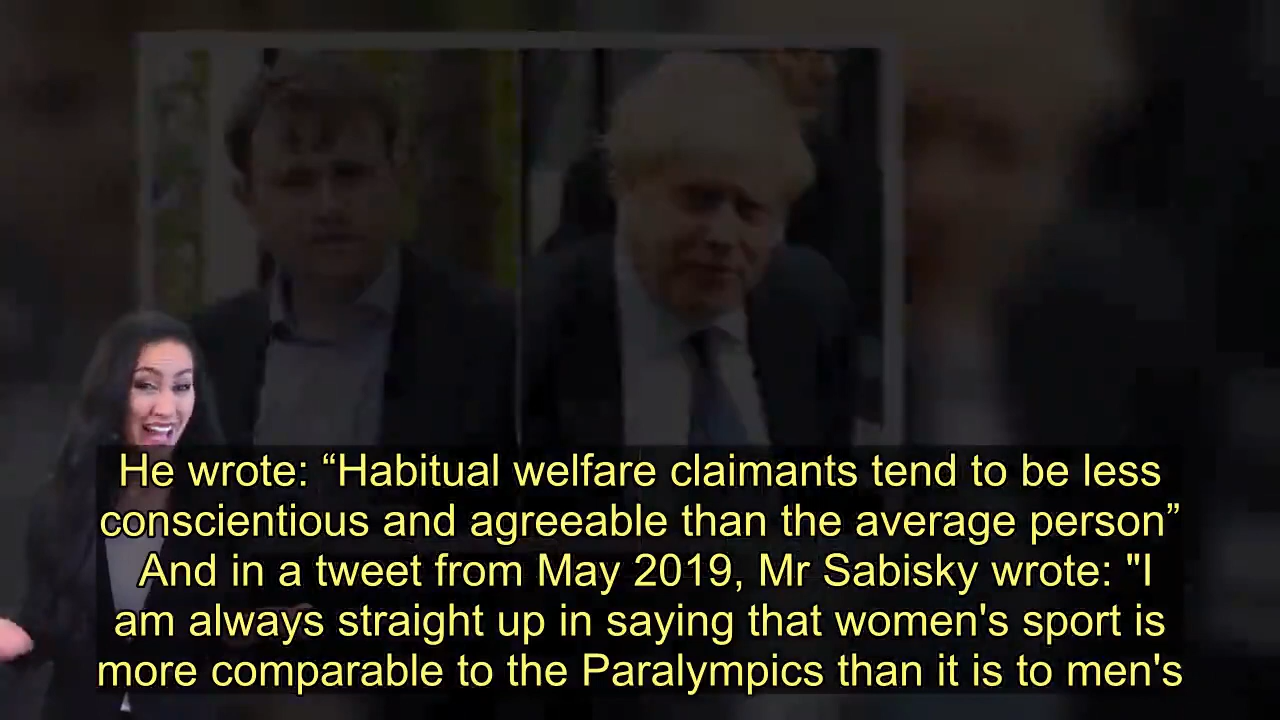 He wrote: “Habitual welfare claimants tend to be less
conscientious and agreeable than the average person”
And in a tweet from May 2019, Mr Sabisky wrote: "I
am always straight up in saying that women's sport is
more comparable to the Paralympics than it is to men's